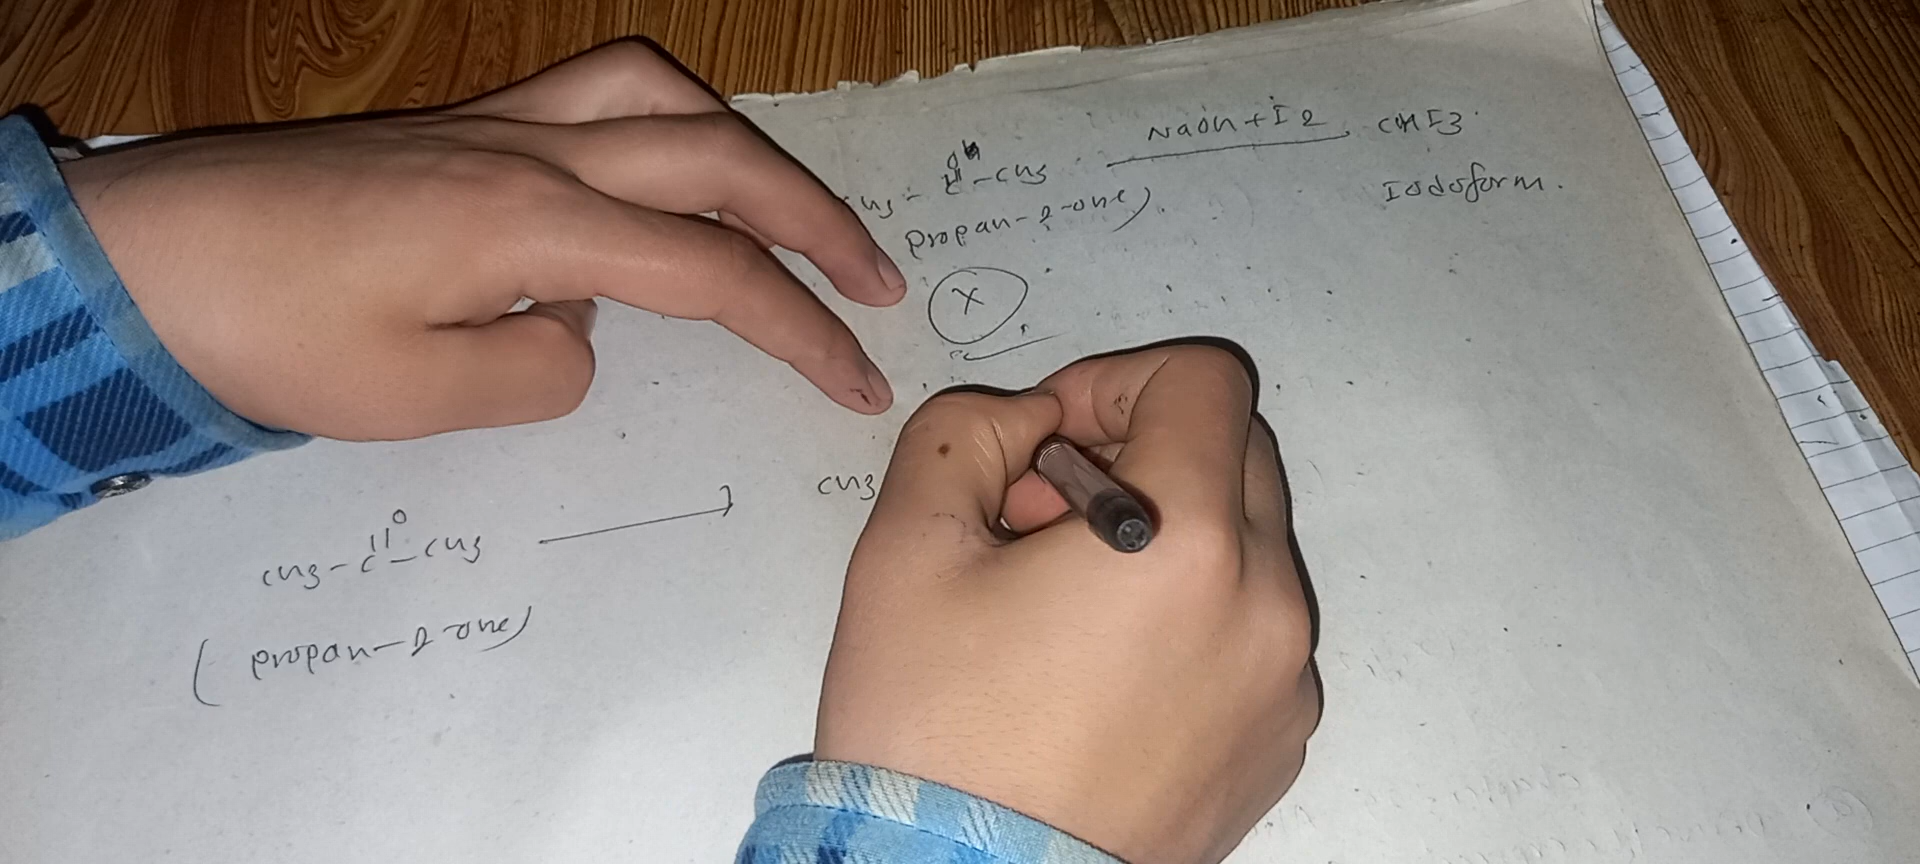 NaOH + I2 CHI3
O
||
CH3 - C - CH3
Iodoform.
propan-2-one)
X
CH3
O
||
CH3 - C - CH3
(propan-2-one)